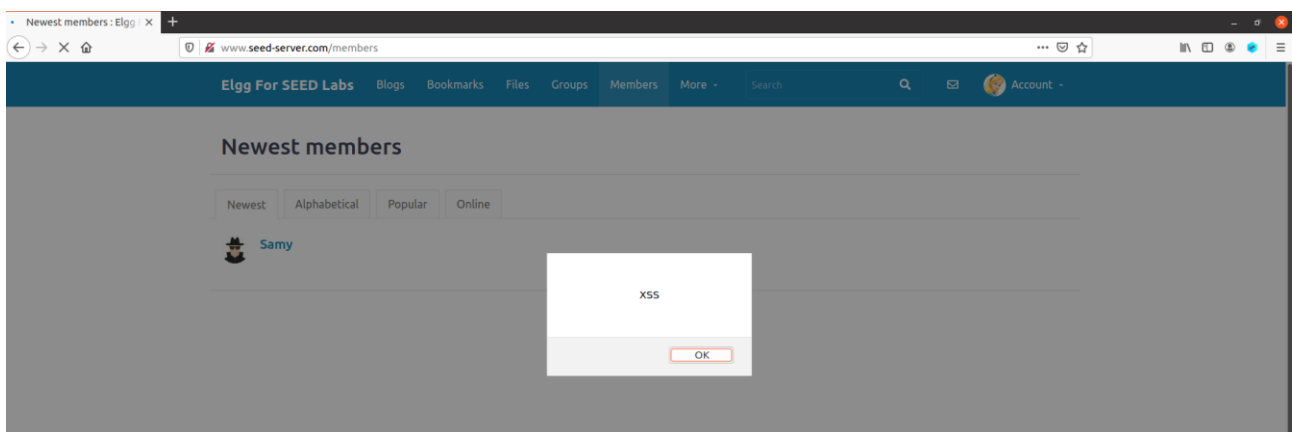 Newest members : Elgg F
www.seed-server.com/members
Elgg For SEED Labs Blogs Bookmarks Files Groups Members More Search Account
Newest members
Newest Alphabetical Popular Online
Samy
xss
OK